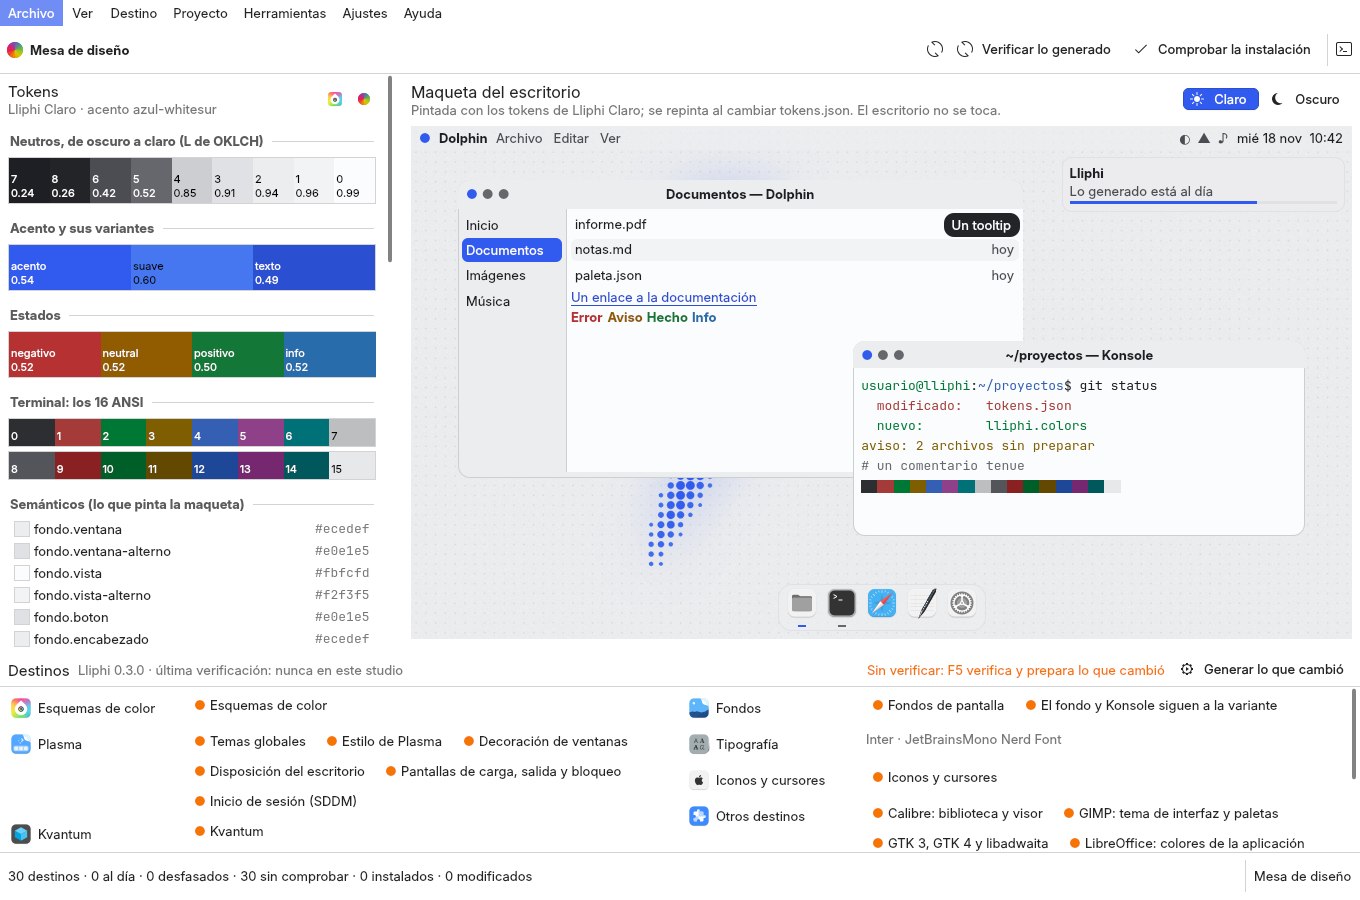 Archivo Ver Destino Proyecto Herramientas Ajustes Ayuda
Mesa de diseño
Verificar lo generado
Comprobar la instalación
Tokens
Lliphi Claro · acento azul-whitesur
Neutros, de oscuro a claro (L de OKLCH)
7 8 6 5 4 3 2 1 0
0.24 0.26 0.42 0.52 0.85 0.91 0.94 0.96 0.99
Acento y sus variantes
acento suave texto
0.54 0.60 0.49
Estados
negativo neutral positivo info
0.52 0.52 0.50 0.52
Terminal: los 16 ANSI
0 1 2 3 4 5 6 7
8 9 10 11 12 13 14 15
Semánticos (lo que pinta la maqueta)
fondo.ventana #ecedef
fondo.ventana-alterno #e0e1e5
fondo.vista #fbfcfd
fondo.vista-alterno #f2f3f5
fondo.boton #e0e1e5
fondo.encabezado #ecedef
Maqueta del escritorio
Pintada con los tokens de Lliphi Claro; se repinta al cambiar tokens.json. El escritorio no se toca.
Claro Oscuro
Dolphin Archivo Editar Ver
mié 18 nov 10:42
Lliphi
Lo generado está al día
Documentos — Dolphin
Inicio
Documentos
Imágenes
Música
informe.pdf
Un tooltip
notas.md hoy
paleta.json hoy
Un enlace a la documentación
Error Aviso Hecho Info
~/proyectos — Konsole
usuario@lliphi:~/proyectos$ git status
modificado: tokens.json
nuevo: lliphi.colors
aviso: 2 archivos sin preparar
# un comentario tenue
>_
Destinos Lliphi 0.3.0 · última verificación: nunca en este studio
Sin verificar: F5 verifica y prepara lo que cambió
Generar lo que cambió
Esquemas de color
Esquemas de color
Plasma
Temas globales Estilo de Plasma Decoración de ventanas
Disposición del escritorio Pantallas de carga, salida y bloqueo
Inicio de sesión (SDDM)
Kvantum
Kvantum
Fondos
Fondos de pantalla El fondo y Konsole siguen a la variante
Tipografía
Inter · JetBrainsMono Nerd Font
Iconos y cursores
Iconos y cursores
Otros destinos
Calibre: biblioteca y visor GIMP: tema de interfaz y paletas
GTK 3, GTK 4 y libadwaita LibreOffice: colores de la aplicación
30 destinos · 0 al día · 0 desfasados · 30 sin comprobar · 0 instalados · 0 modificados
Mesa de diseño